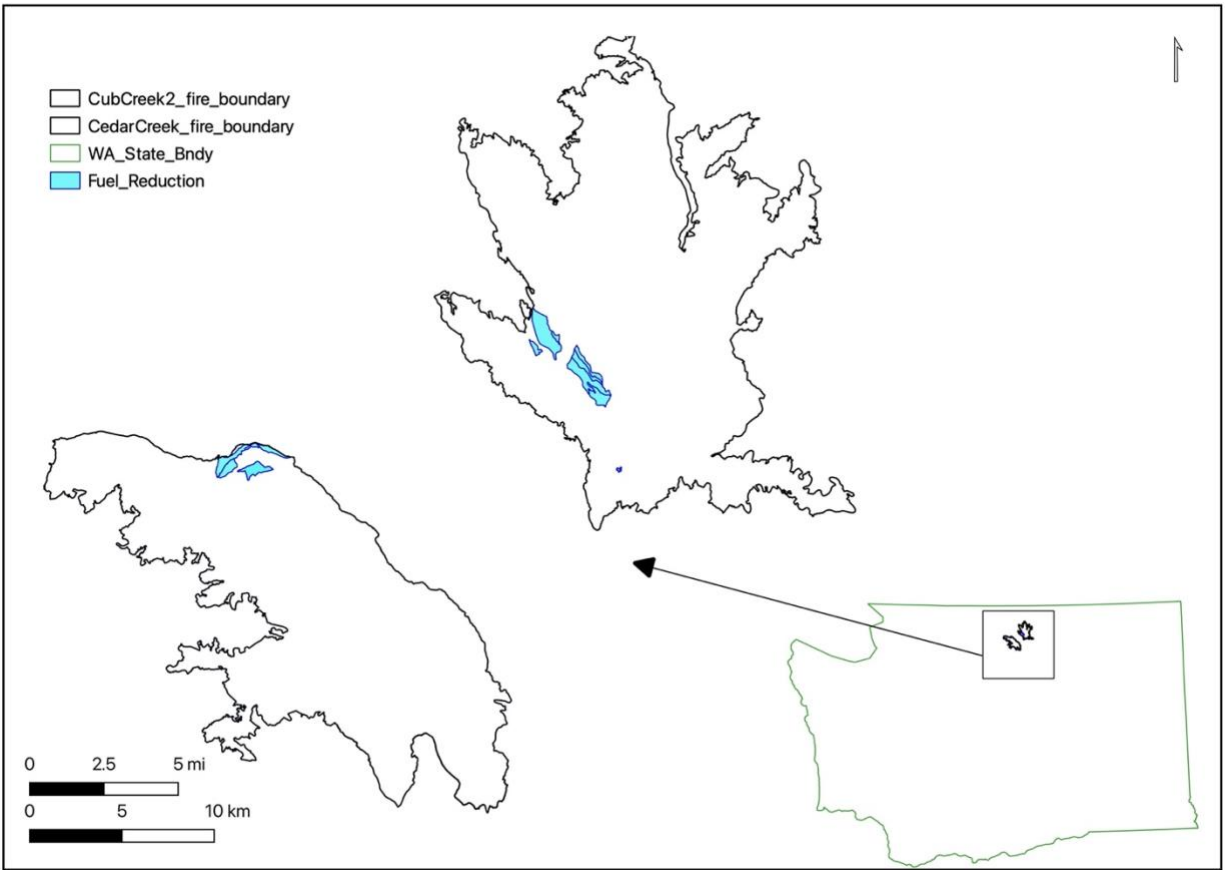 CubCreek2_fire_boundary
CedarCreek_fire_boundary
WA_State_Bndy
Fuel_Reduction
0 2.5 5 mi
0 5 10 km